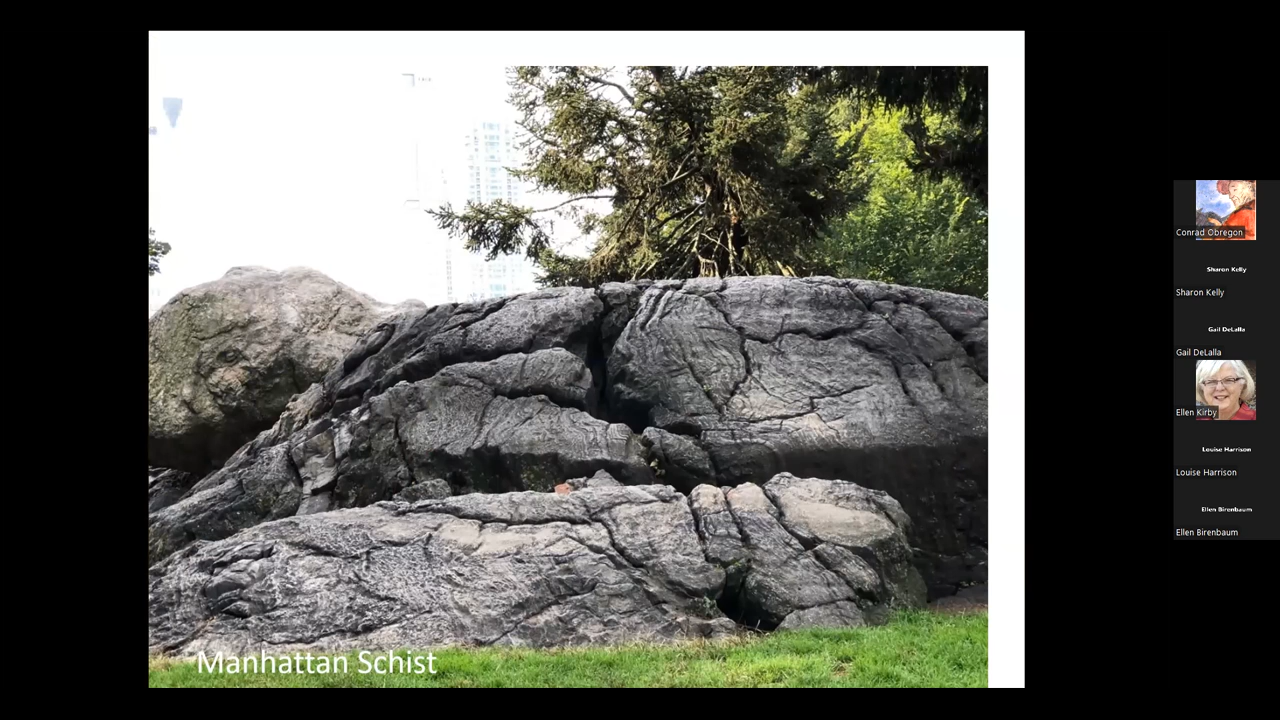 Manhattan Schist
Conrad Obregon
Sharon Kelly
Sharon Kelly
Gail DeLalla
Gail DeLalla
Ellen Kirby
Louise Harrison
Louise Harrison
Ellen Birenbaum
Ellen Birenbaum